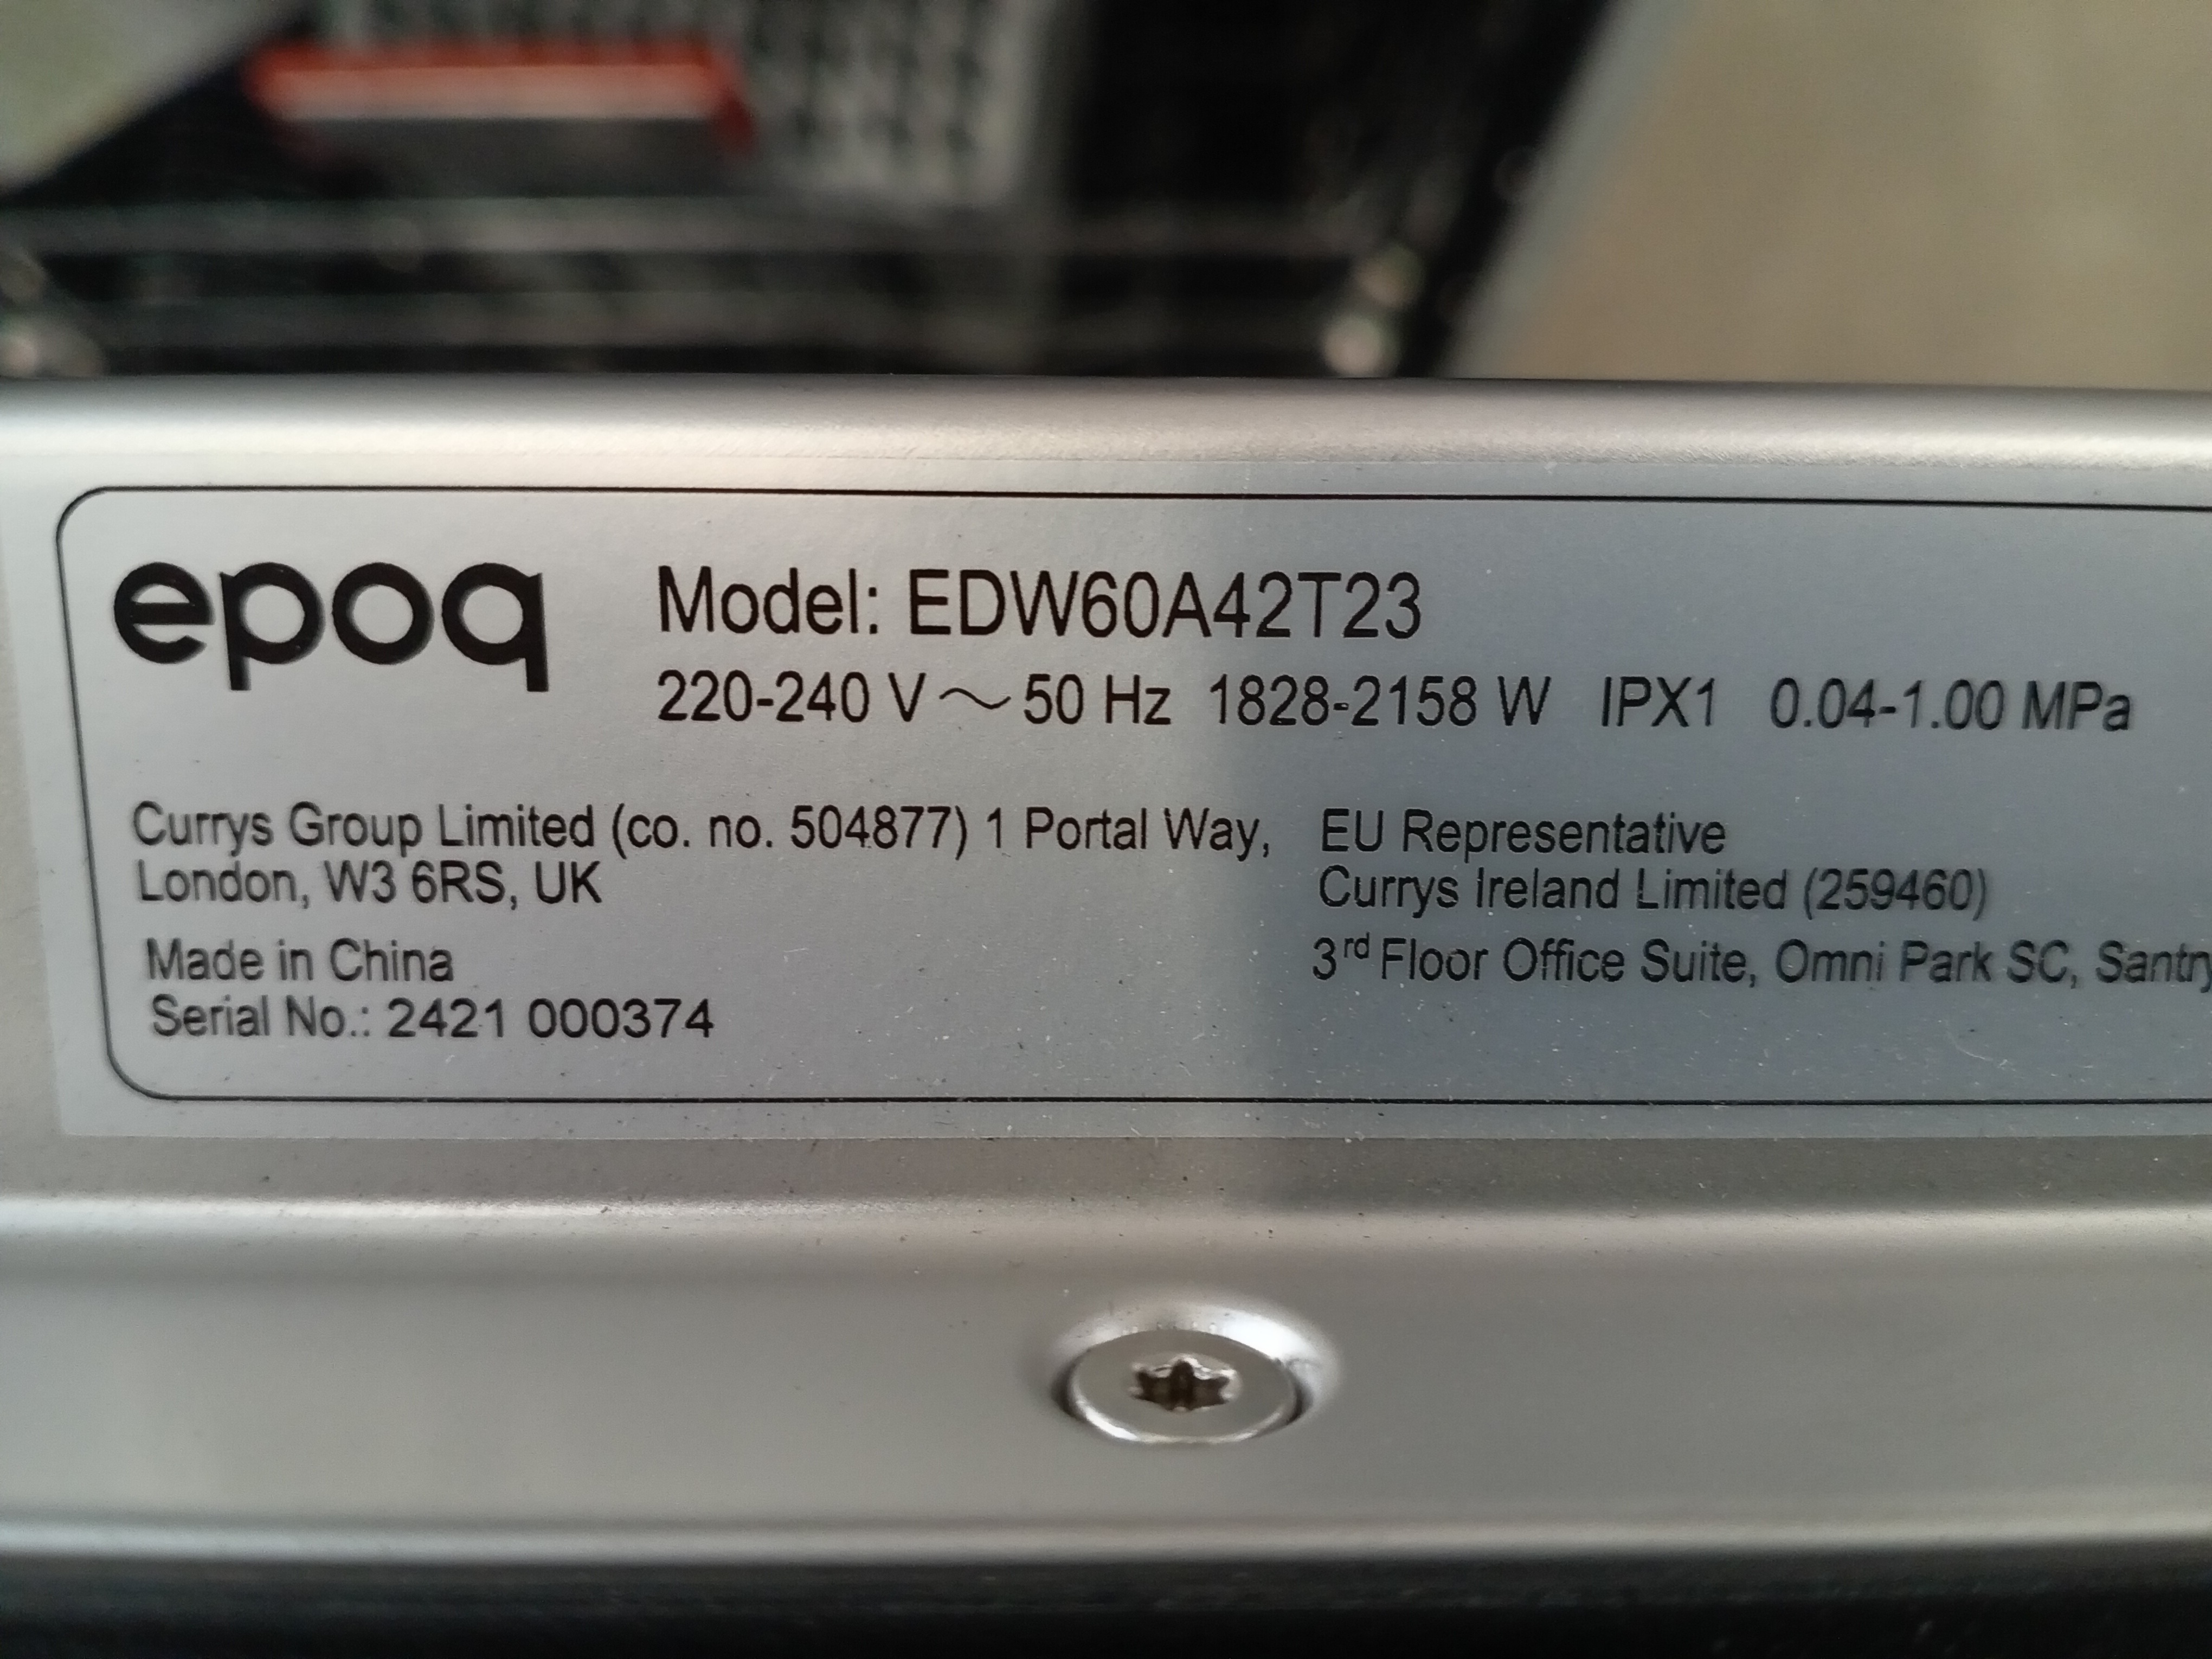 epoq
Model: EDW60A42T23
220-240 V ~ 50 Hz 1828-2158 W IPX1 0.04-1.00 MPa
Currys Group Limited (co. no. 504877) 1 Portal Way,
London, W3 6RS, UK
Made in China
Serial No.: 2421 000374
EU Representative
Currys Ireland Limited (259460)
3rd Floor Office Suite, Omni Park SC, Santry